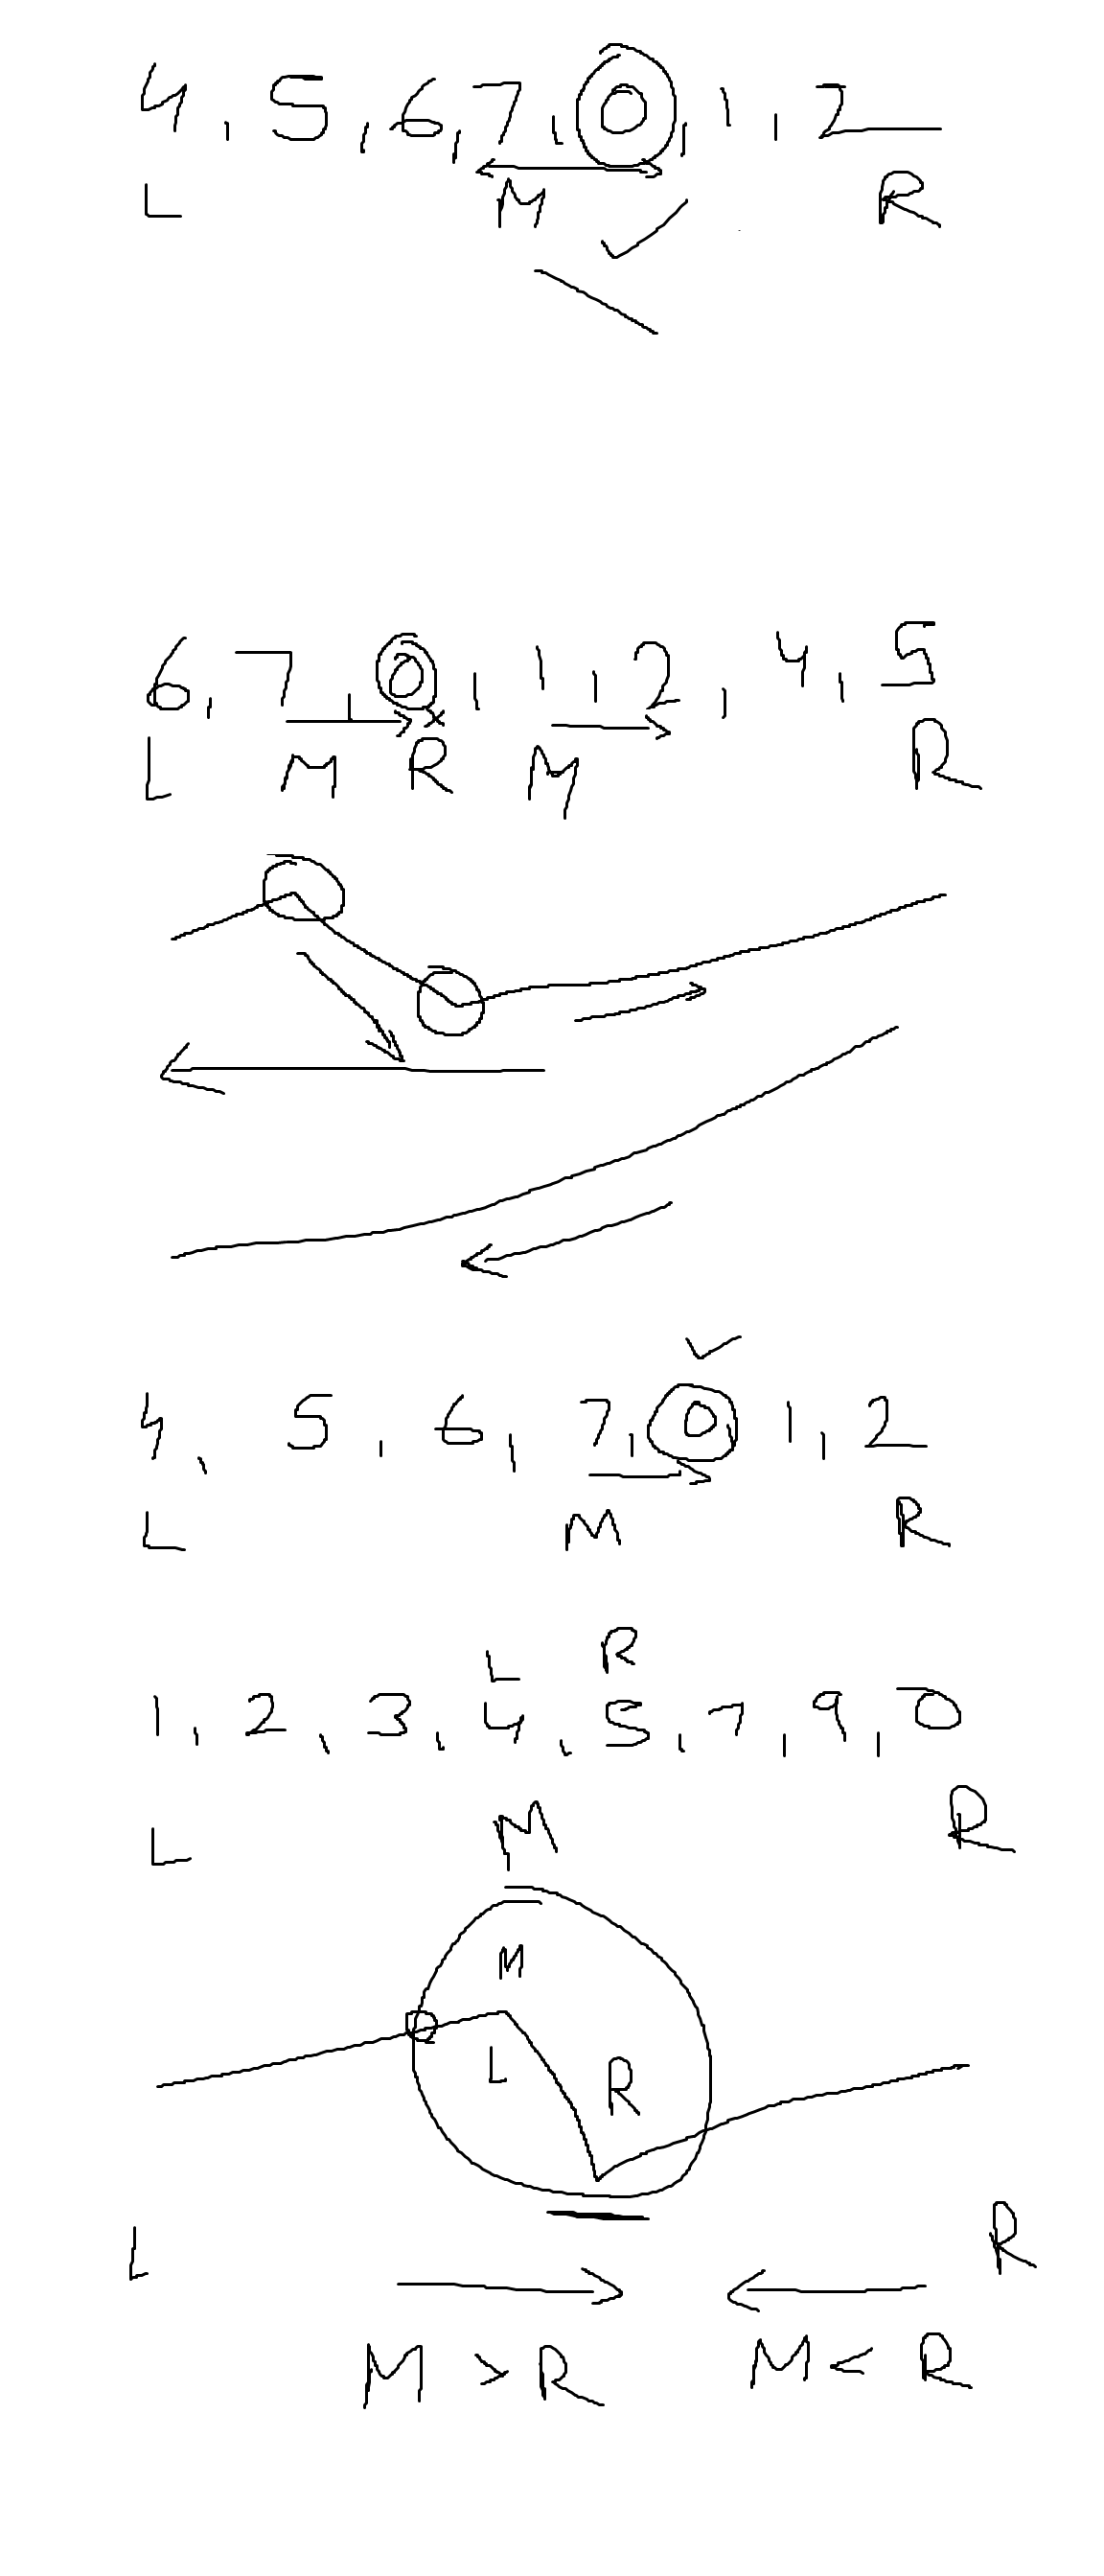 4, 5, 6, 7, 0, 1, 2
L M R
6, 7, 0, 1, 2, 4, 5
L M R M R
4, 5, 6, 7, 0 1, 2
L M R
L R
1, 2, 3, 4, 5, 7, 9, 0
L M R
M
L R
L R
M > R M < R